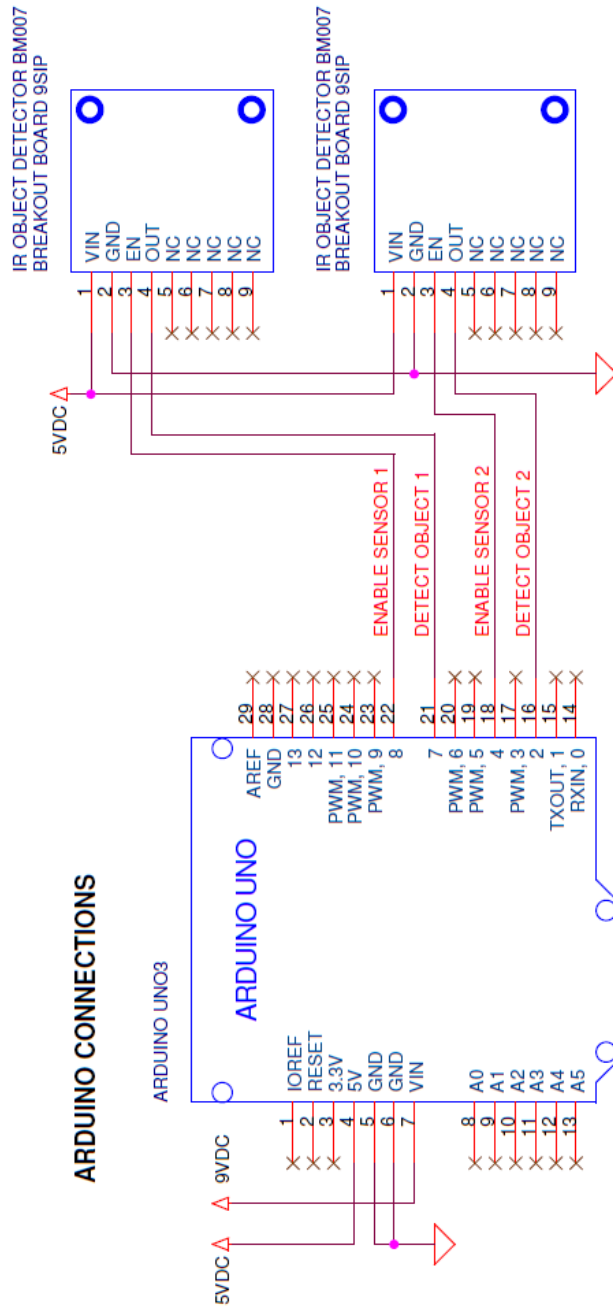 ARDUINO CONNECTIONS
5VDC
9VDC
ARDUINO UNO3
ARDUINO UNO
1 IOREF
2 RESET
3 3.3V
4 5V
5 GND
6 GND
7 VIN
8 A0
9 A1
10 A2
11 A3
12 A4
13 A5
AREF 29
GND 28
13 27
12 26
PWM, 11 25
PWM, 10 24
PWM, 9 23
8 22
7 21
PWM, 6 20
PWM, 5 19
4 18
PWM, 3 17
2 16
TXOUT, 1 15
RXIN, 0 14
ENABLE SENSOR 1
DETECT OBJECT 1
ENABLE SENSOR 2
DETECT OBJECT 2
5VDC
IR OBJECT DETECTOR BM007
BREAKOUT BOARD 9SIP
1 VIN
2 GND
3 EN
4 OUT
5 NC
6 NC
7 NC
8 NC
9 NC
IR OBJECT DETECTOR BM007
BREAKOUT BOARD 9SIP
1 VIN
2 GND
3 EN
4 OUT
5 NC
6 NC
7 NC
8 NC
9 NC